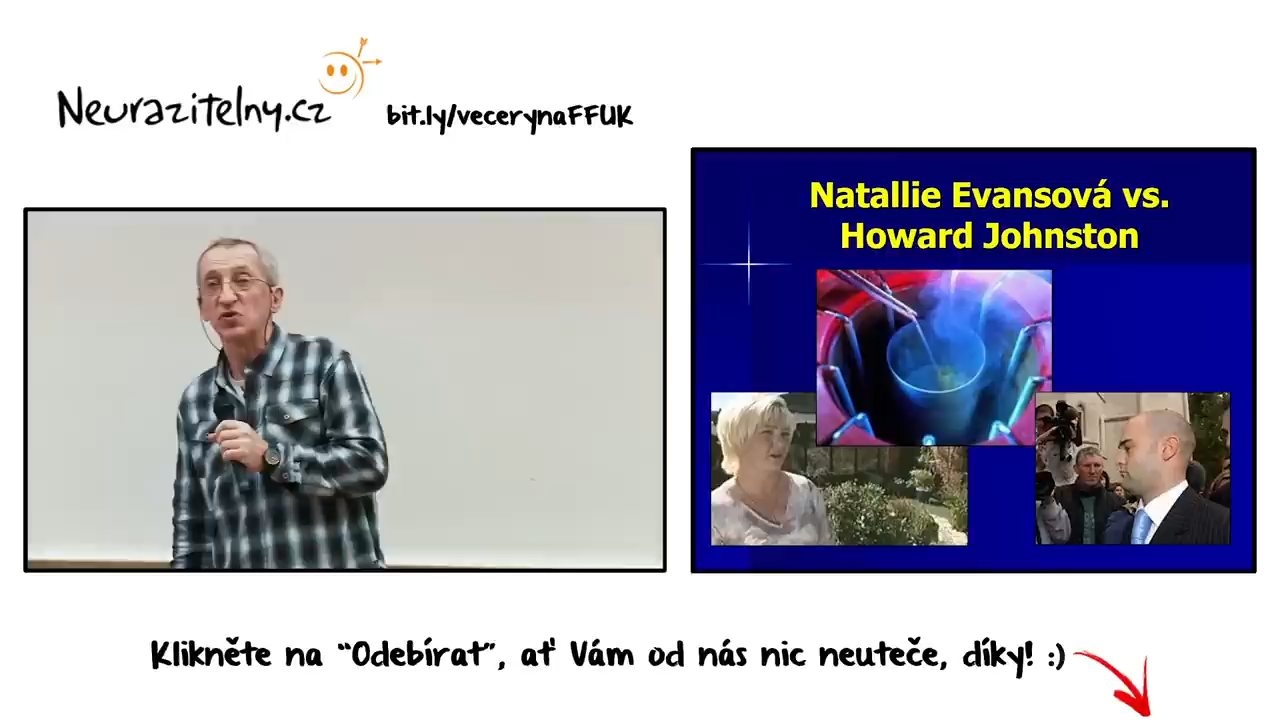 Neurazitelny.cz
bit.ly/vecerynaFFUK
Natallie Evansová vs.
Howard Johnston
Klikněte na “Odebírat”, ať Vám od nás nic neuteče, díky! :)